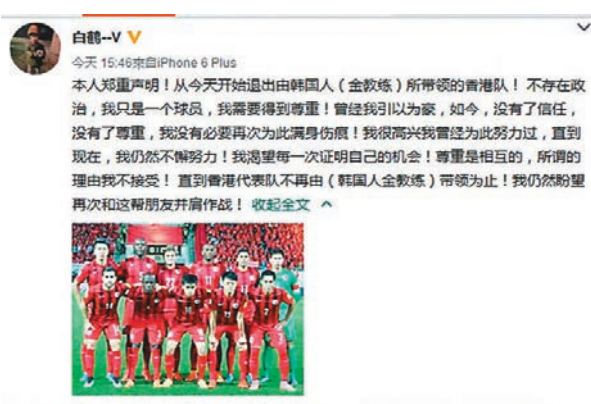 白鹤--V V
今天 15:46来自iPhone 6 Plus
本人郑重声明！从今天开始退出由韩国人（金教练）所带领的香港队！ 不存在政
治，我只是一个球员，我需要得到尊重！曾经我引以为豪，如今，没有了信任，
没有了尊重，我没有必要再次为此满身伤痕！我很高兴我曾经为此努力过，直到
现在，我仍然不懈努力！我渴望每一次证明自己的机会！尊重是相互的，所谓的
理由我不接受！ 直到香港代表队不再由（韩国人金教练）带领为止！我仍然盼望
再次和这帮朋友并肩作战！ 收起全文